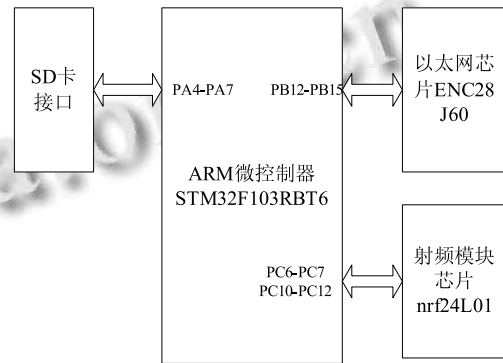 SD卡
接口
PA4-PA7
PB12-PB15
以太网芯
片ENC28
J60
ARM微控制器
STM32F103RBT6
PC6-PC7
PC10-PC12
射频模块
芯片
nrf24L01